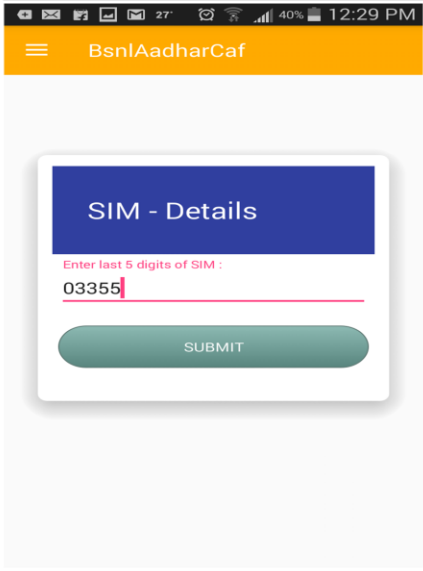 27° 40% 12:29 PM
BsnlAadharCaf
SIM - Details
Enter last 5 digits of SIM :
03355
SUBMIT